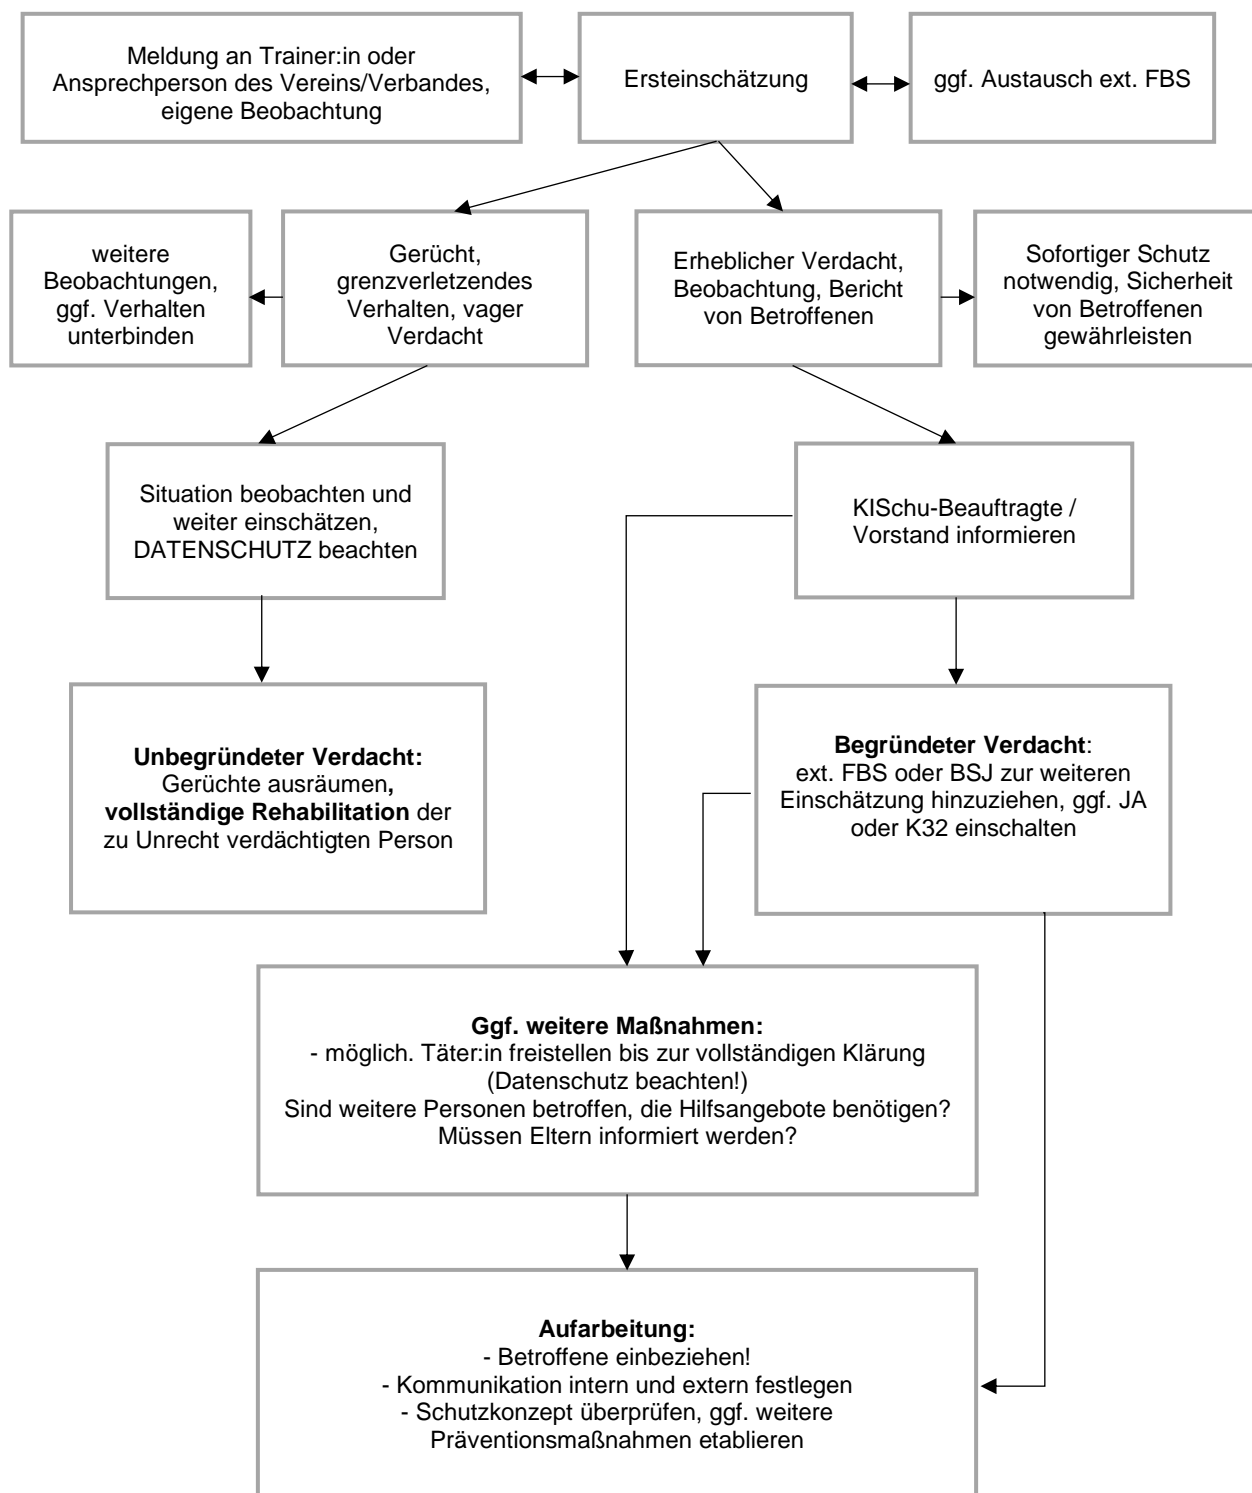 Meldung an Trainer:in oder
Ansprechperson des Vereins/Verbandes,
eigene Beobachtung
Ersteinschätzung
ggf. Austausch ext. FBS
weitere
Beobachtungen,
ggf. Verhalten
unterbinden
Gerücht,
grenzverletzendes
Verhalten, vager
Verdacht
Erheblicher Verdacht,
Beobachtung, Bericht
von Betroffenen
Sofortiger Schutz
notwendig, Sicherheit
von Betroffenen
gewährleisten
Situation beobachten und
weiter einschätzen,
DATENSCHUTZ beachten
KISchu-Beauftragte /
Vorstand informieren
Unbegründeter Verdacht:
Gerüchte ausräumen,
vollständige Rehabilitation der
zu Unrecht verdächtigten Person
Begründeter Verdacht:
ext. FBS oder BSJ zur weiteren
Einschätzung hinzuziehen, ggf. JA
oder K32 einschalten
Ggf. weitere Maßnahmen:
- möglich. Täter:in freistellen bis zur vollständigen Klärung
(Datenschutz beachten!)
Sind weitere Personen betroffen, die Hilfsangebote benötigen?
Müssen Eltern informiert werden?
Aufarbeitung:
- Betroffene einbeziehen!
- Kommunikation intern und extern festlegen
- Schutzkonzept überprüfen, ggf. weitere
Präventionsmaßnahmen etablieren